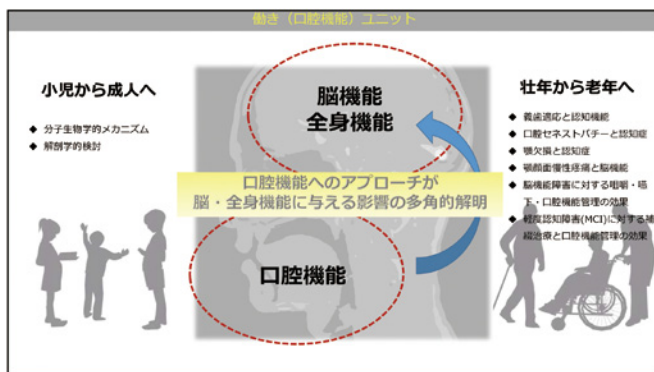 働き（口腔機能）ユニット
小児から成人へ
◆ 分子生物学的メカニズム
◆ 解剖学的検討
脳機能
全身機能
口腔機能へのアプローチが
脳・全身機能に与える影響の多角的解明
口腔機能
壮年から老年へ
◆ 義歯適応と認知機能
◆ 口腔セネストパチーと認知症
◆ 顎欠損と認知症
◆ 顎顔面慢性疼痛と脳機能
◆ 脳機能障害に対する咀嚼・嚥
下・口腔機能管理の効果
◆ 軽度認知障害(MCI)に対する補
綴治療と口腔機能管理の効果